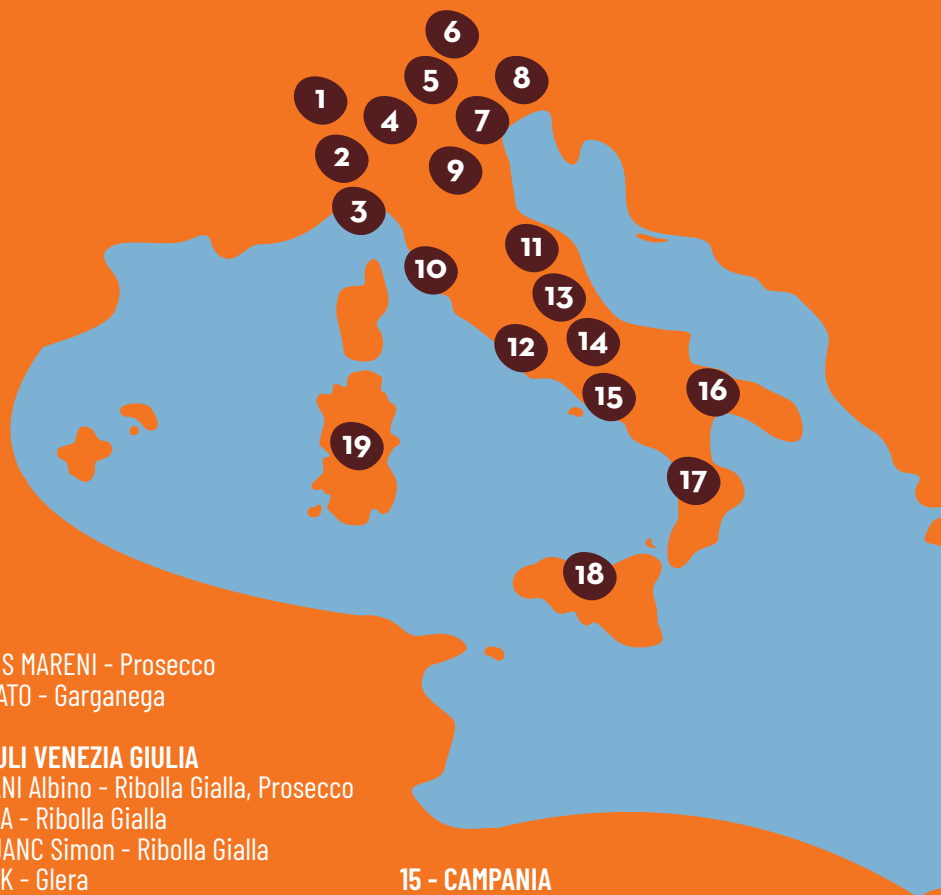 6
5
8
1
4
7
2
9
3
11
10
13
14
12
16
15
19
17
18
S MARENI - Prosecco
ATO - Garganega
ULI VENEZIA GIULIA
ANI Albino - Ribolla Gialla, Prosecco
A - Ribolla Gialla
JANC Simon - Ribolla Gialla
K - Glera
15 - CAMPANIA